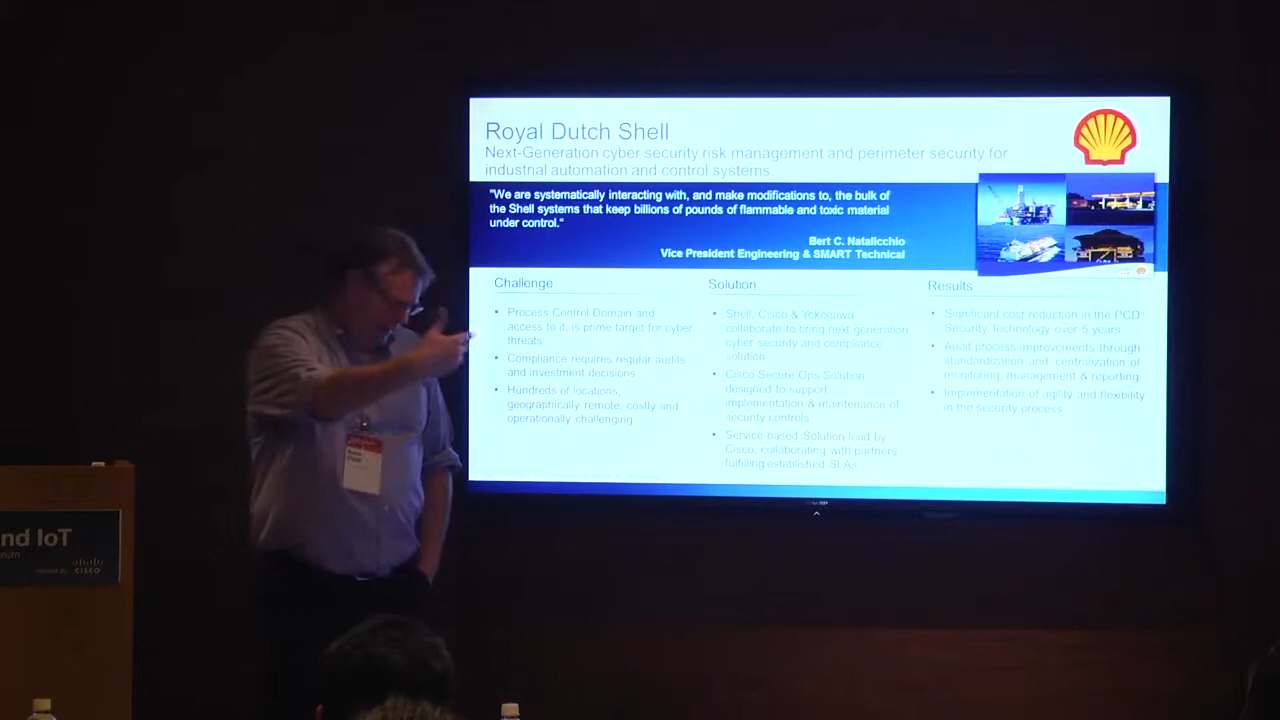 Royal Dutch Shell
Next-Generation cyber security risk management and perimeter security for
industrial automation and control systems.
"We are systematically interacting with, and make modifications to, the bulk of
the Shell systems that keep billions of pounds of flammable and toxic material
under control."
Bert C. Natalicchio
Vice President Engineering & SMART Technical
Challenge
• Process Control Domain and
access to it, is prime target for cyber
threats
• Compliance requires regular audits
and investment decisions
• Hundreds of locations,
geographically remote, costly and
operationally challenging
Solution
• Shell, Cisco & Yokogawa
collaborate to bring next generation
cyber security and compliance
solution
• Cisco Secure Ops Solution
designed to support
implementation & maintenance of
security controls
• Service-based Solution lead by
Cisco, collaborating with partners
fulfilling established SLAs
Results
• Significant cost reduction in the PCD
Security Technology over 5 years
• Audit process improvements through
standardization and centralization of
monitoring, management & reporting
• Implementation of agility and flexibility
in the security process
SHARP
nd IoT
orum
Hosted by
CISCO